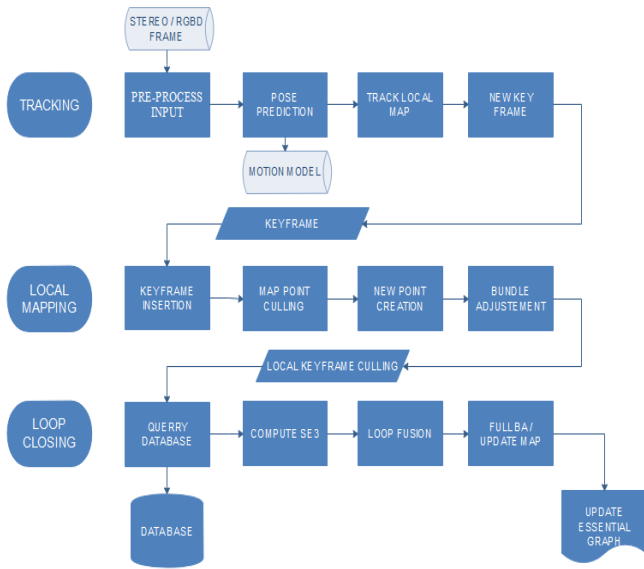 STEREO / RGBD
FRAME
TRACKING
PRE-PROCESS
INPUT
POSE
PREDICTION
TRACK LOCAL
MAP
NEW KEY
FRAME
MOTION MODEL
KEYFRAME
LOCAL
MAPPING
KEYFRAME
INSERTION
MAP POINT
CULLING
NEW POINT
CREATION
BUNDLE
ADJUSTEMENT
LOCAL KEYFRAME CULLING
LOOP
CLOSING
QUERRY
DATABASE
COMPUTE SE3
LOOP FUSION
FULL BA /
UPDATE MAP
DATABASE
UPDATE
ESSENTIAL
GRAPH